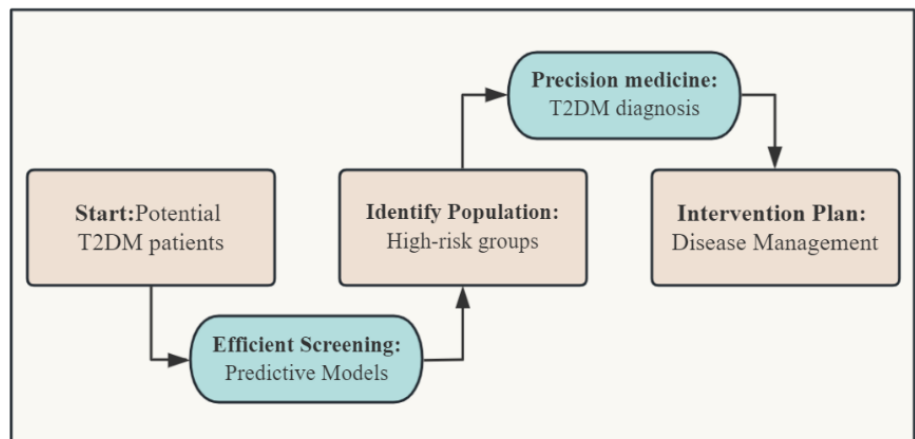 Start:Potential
T2DM patients
Efficient Screening:
Predictive Models
Identify Population:
High-risk groups
Precision medicine:
T2DM diagnosis
Intervention Plan:
Disease Management